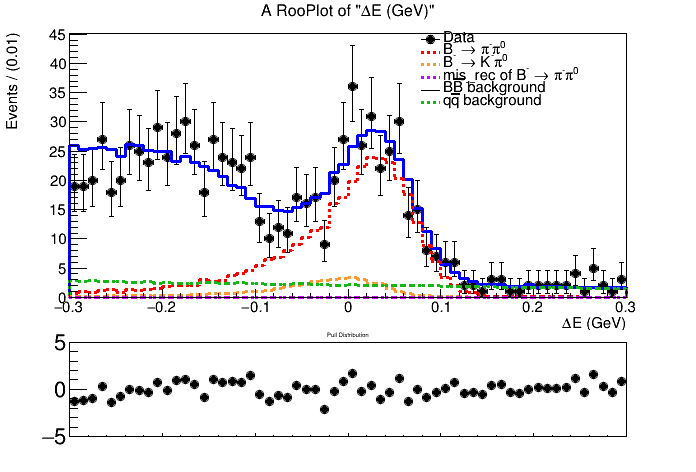 A RooPlot of "ΔE (GeV)"
Events / (0.01)
45
40
35
30
25
20
15
10
5
0
−0.3
−0.2
−0.1
0
0.1
0.2
0.3
ΔE (GeV)
Data
B⁻ → π⁻π⁰
B⁻ → K⁻π⁰
mis_rec of B⁻ → π⁻π⁰
BB̅ background
qq̅ background
Pull Distribution
5
0
−5